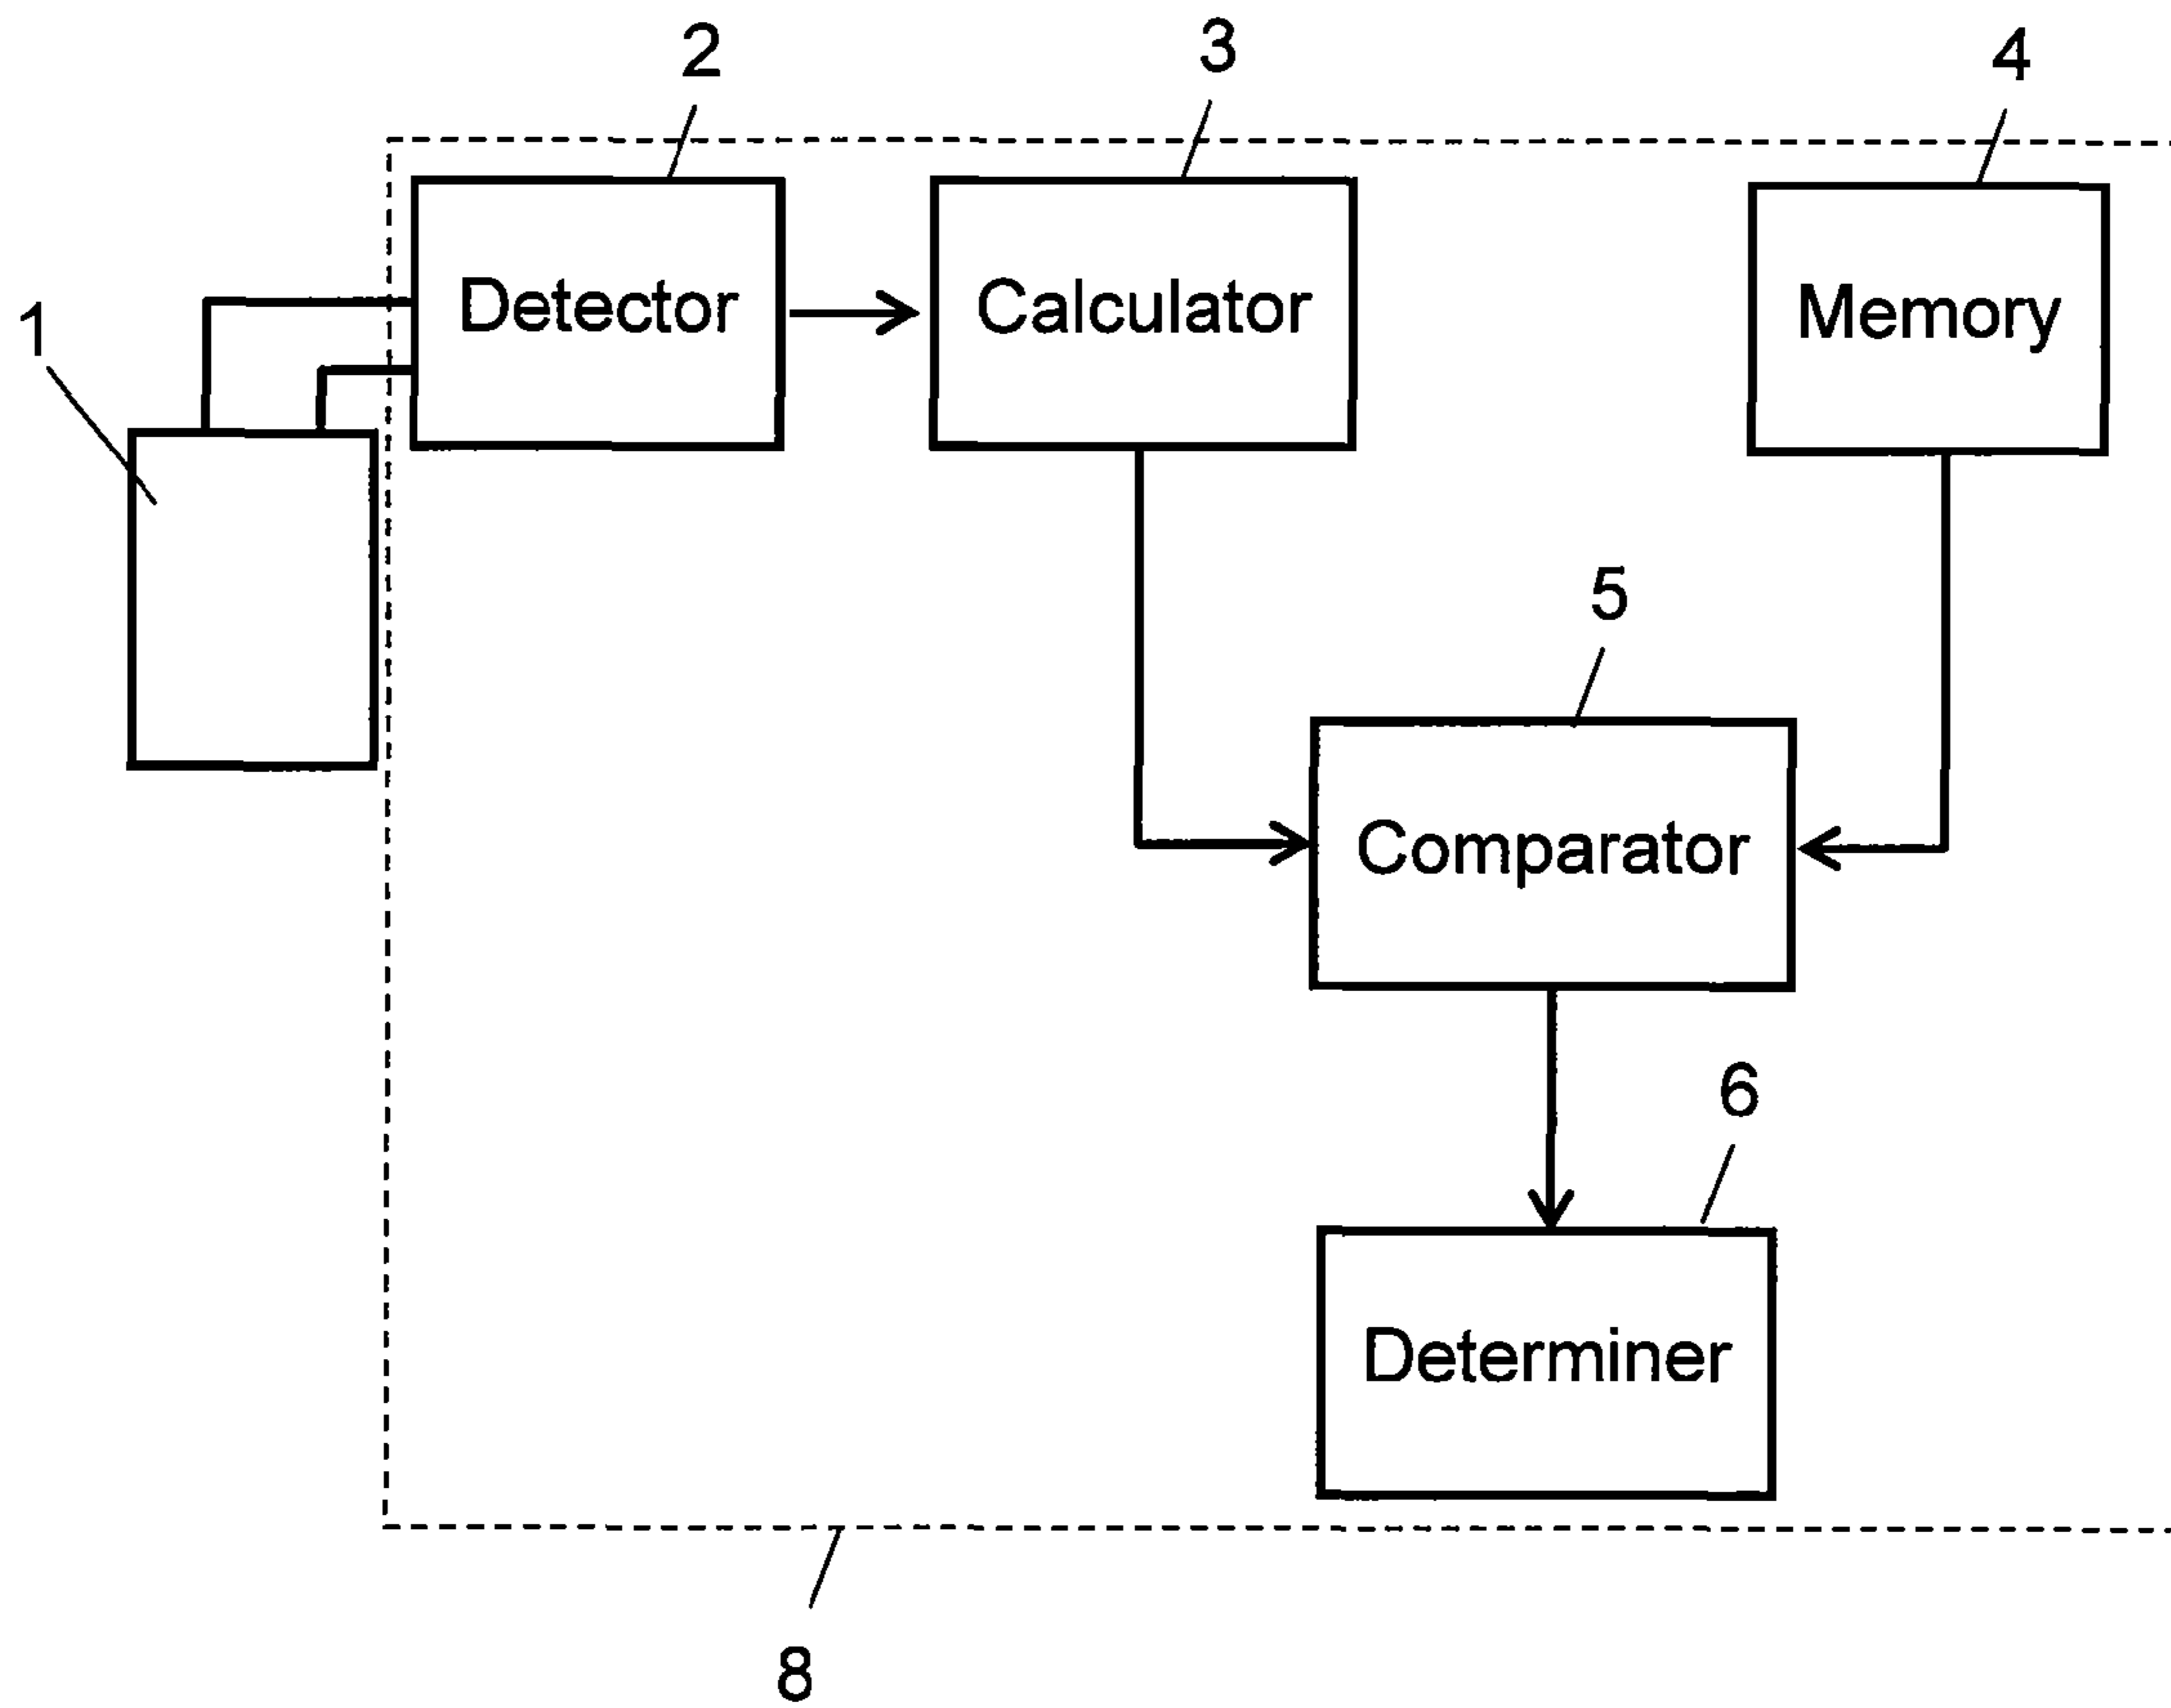 2
3
4
1
Detector
Calculator
Memory
5
Comparator
6
Determiner
8